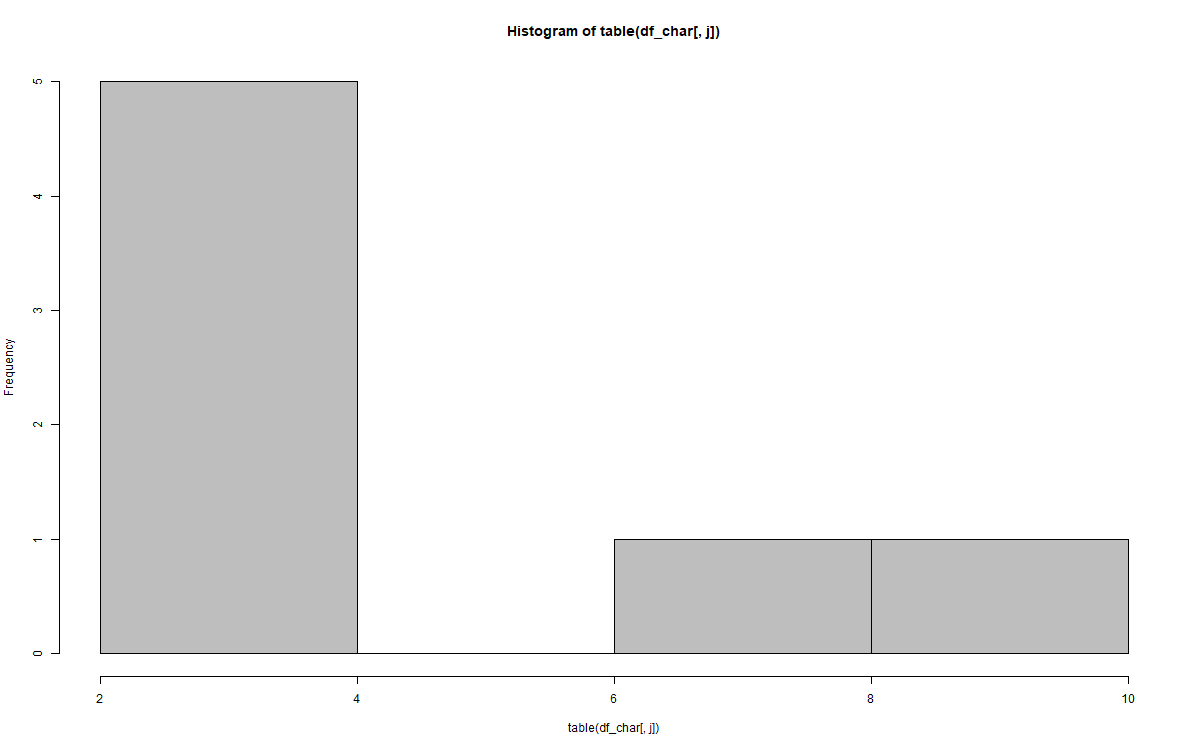 Histogram of table(df_char[, j])
5
4
3
2
1
0
Frequency
2 4 6 8 10
table(df_char[, j])